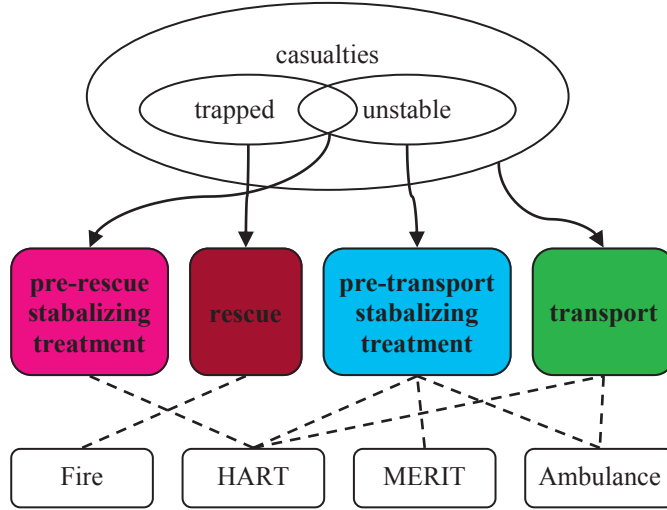 casualties
trapped
unstable
pre-rescue
stabalizing
treatment
rescue
pre-transport
stabalizing
treatment
transport
Fire
HART
MERIT
Ambulance